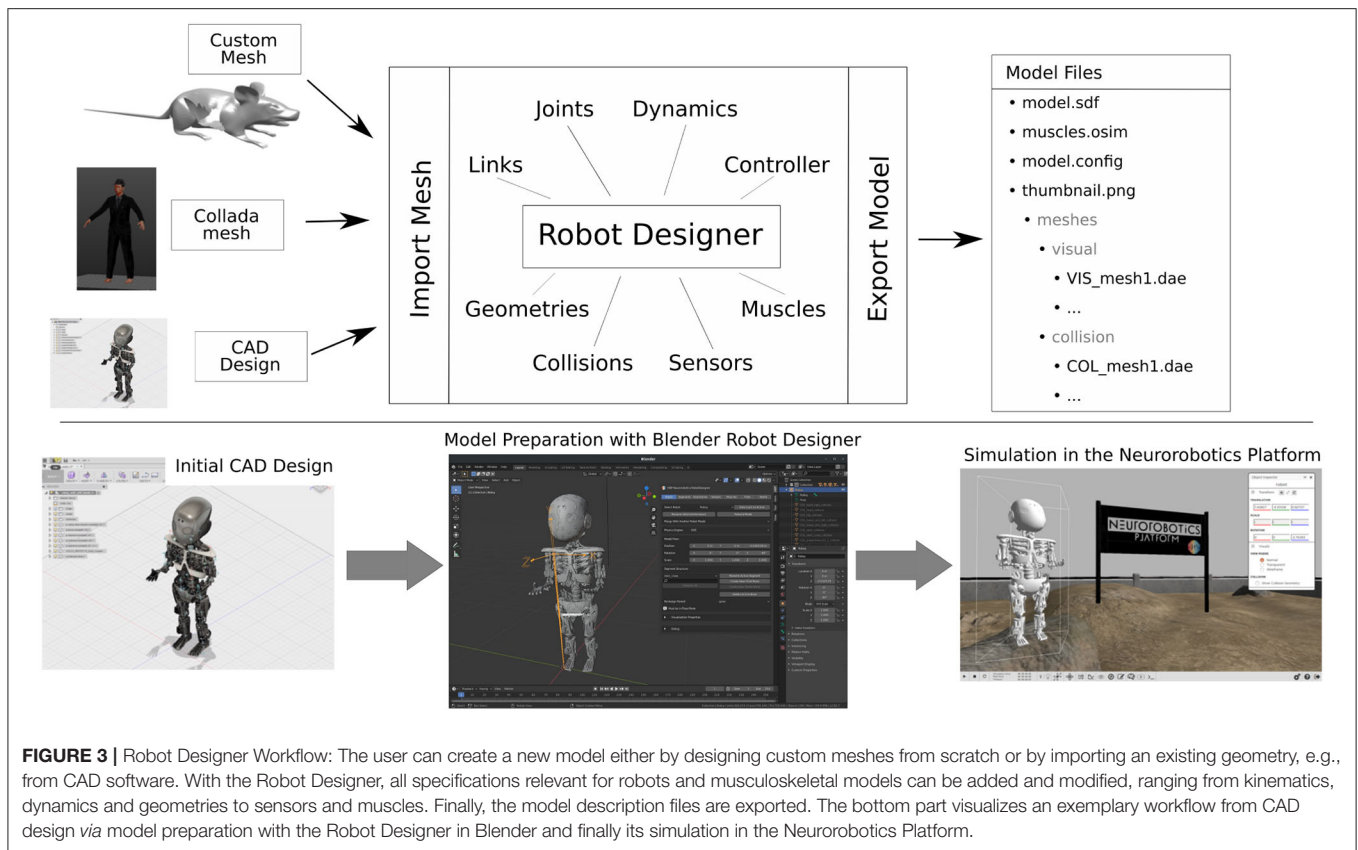 Custom
Mesh
Collada
mesh
CAD
Design
Import Mesh
Joints
Dynamics
Links
Controller
Robot Designer
Geometries
Muscles
Collisions
Sensors
Export Model
Model Files
• model.sdf
• muscles.osim
• model.config
• thumbnail.png
• meshes
• visual
• VIS_mesh1.dae
• ...
• collision
• COL_mesh1.dae
• ...
Initial CAD Design
Model Preparation with Blender Robot Designer
Simulation in the Neurorobotics Platform
Blender
Z
NEUROROBOTICS
PLATFORM
FIGURE 3 | Robot Designer Workflow: The user can create a new model either by designing custom meshes from scratch or by importing an existing geometry, e.g.,
from CAD software. With the Robot Designer, all specifications relevant for robots and musculoskeletal models can be added and modified, ranging from kinematics,
dynamics and geometries to sensors and muscles. Finally, the model description files are exported. The bottom part visualizes an exemplary workflow from CAD
design via model preparation with the Robot Designer in Blender and finally its simulation in the Neurorobotics Platform.